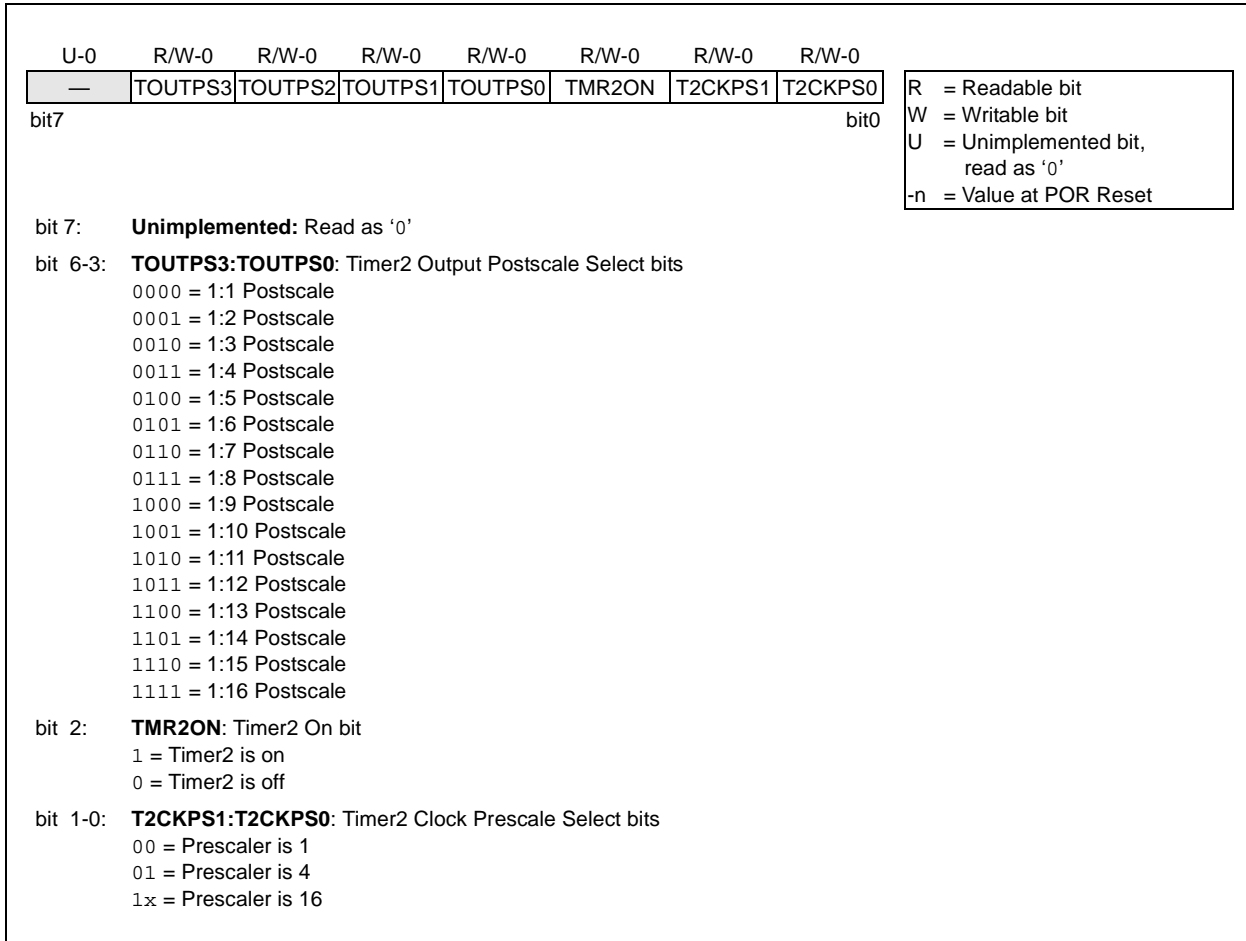 U-0 R/W-0 R/W-0 R/W-0 R/W-0 R/W-0 R/W-0 R/W-0
— TOUTPS3 TOUTPS2 TOUTPS1 TOUTPS0 TMR2ON T2CKPS1 T2CKPS0
bit7 bit0
R = Readable bit
W = Writable bit
U = Unimplemented bit,
read as ‘0’
-n = Value at POR Reset
bit 7: Unimplemented: Read as ‘0’
bit 6-3: TOUTPS3:TOUTPS0: Timer2 Output Postscale Select bits
0000 = 1:1 Postscale
0001 = 1:2 Postscale
0010 = 1:3 Postscale
0011 = 1:4 Postscale
0100 = 1:5 Postscale
0101 = 1:6 Postscale
0110 = 1:7 Postscale
0111 = 1:8 Postscale
1000 = 1:9 Postscale
1001 = 1:10 Postscale
1010 = 1:11 Postscale
1011 = 1:12 Postscale
1100 = 1:13 Postscale
1101 = 1:14 Postscale
1110 = 1:15 Postscale
1111 = 1:16 Postscale
bit 2: TMR2ON: Timer2 On bit
1 = Timer2 is on
0 = Timer2 is off
bit 1-0: T2CKPS1:T2CKPS0: Timer2 Clock Prescale Select bits
00 = Prescaler is 1
01 = Prescaler is 4
1x = Prescaler is 16